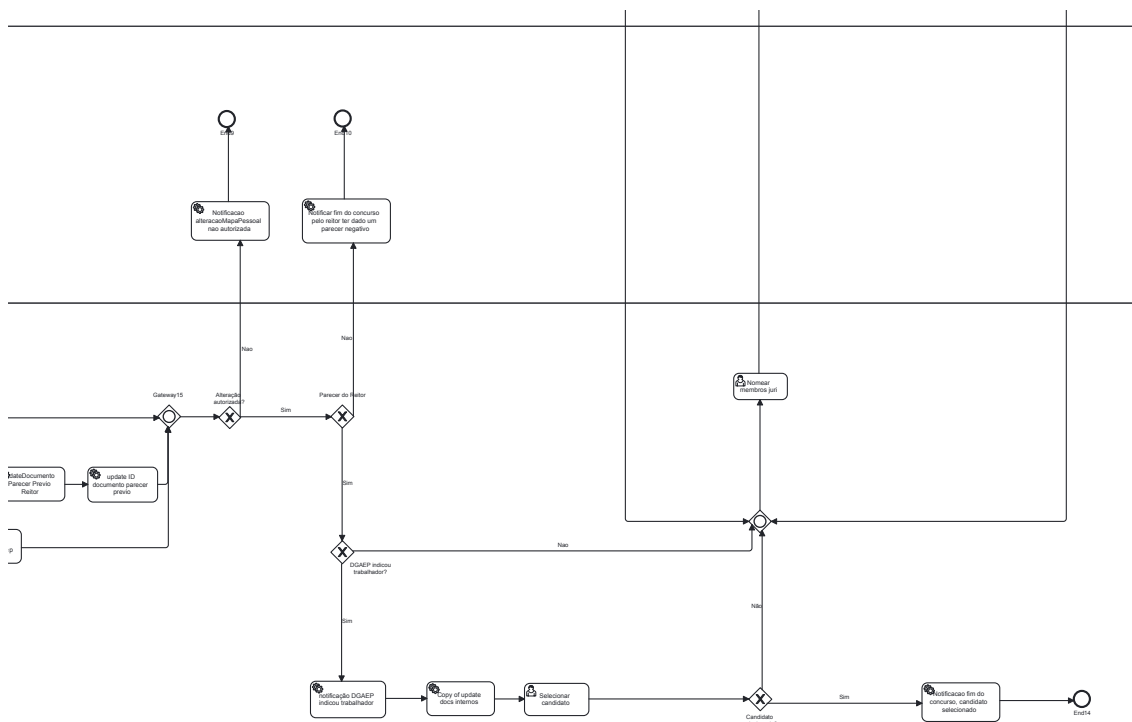 End9
End10
Notificacao
alteracaoMapaPessoal
nao autorizada
Notificar fim do concurso
pelo reitor ter dado um
parecer negativo
Nao
Nao
Nomear
membros juri
Gateway15
Alteração
autorizada?
Sim
Parecer do Reitor
dateDocumento
Parecer Previo
Reitor
update ID
documento parecer
previo
Sim
Nao
DGAEP indicou
trabalhador?
Sim
Não
notificação DGAEP
indicou trabalhador
Copy of update
docs internos
Selecionar
candidato
Sim
Notificacao fim do
concurso, candidato
selecionado
End14
Candidato